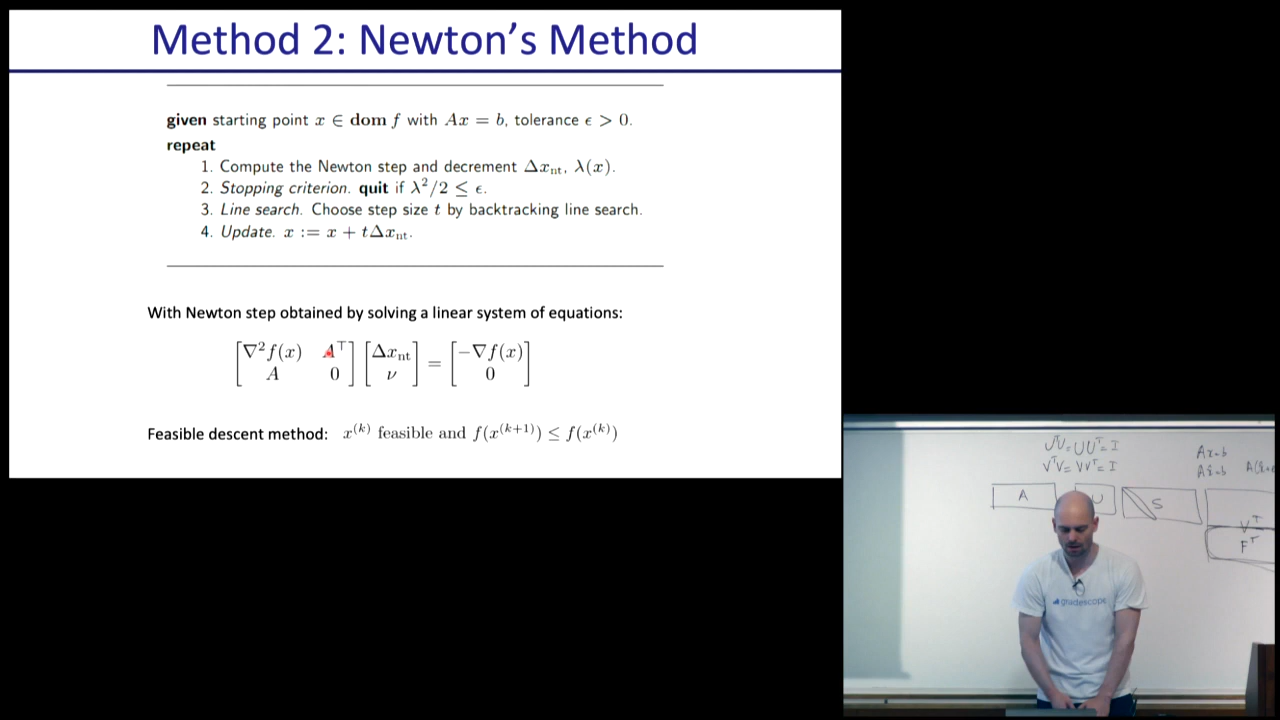 Method 2: Newton's Method
given starting point x ∈ dom f with Ax = b, tolerance ϵ > 0.
repeat
1. Compute the Newton step and decrement Δx_nt, λ(x).
2. Stopping criterion. quit if λ²/2 ≤ ϵ.
3. Line search. Choose step size t by backtracking line search.
4. Update. x := x + tΔx_nt.
With Newton step obtained by solving a linear system of equations:
[∇²f(x) Aᵀ] [Δx_nt] = [−∇f(x)]
[A 0] [ν] [0]
Feasible descent method: x^(k) feasible and f(x^(k+1)) ≤ f(x^(k))
UᵀU = UUᵀ = I
VᵀV = VVᵀ = I
Ax=b
A U S
Vᵀ
Fᵀ
gradescope